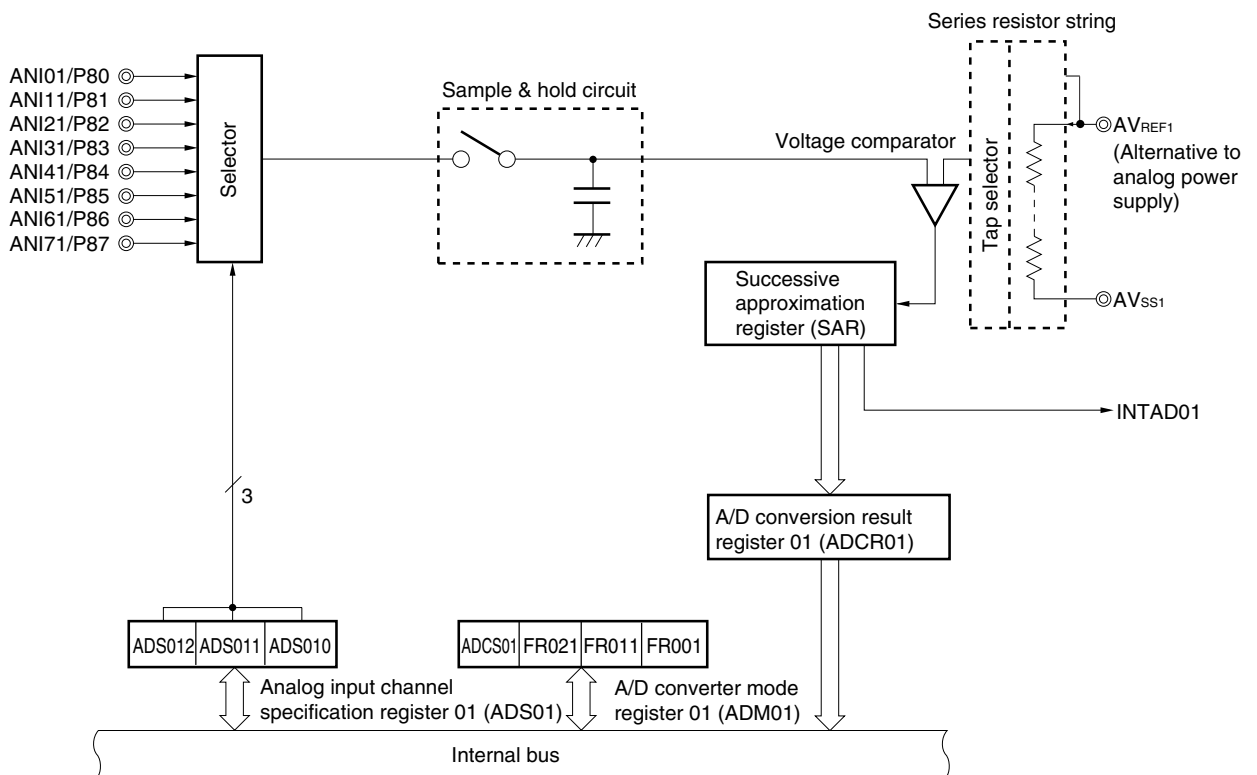 Series resistor string
ANI01/P80
ANI11/P81
ANI21/P82
ANI31/P83
ANI41/P84
ANI51/P85
ANI61/P86
ANI71/P87
Selector
Sample & hold circuit
Voltage comparator
Tap selector
AVREF1
(Alternative to
analog power
supply)
AVSS1
Successive
approximation
register (SAR)
INTAD01
3
A/D conversion result
register 01 (ADCR01)
ADS012 ADS011 ADS010
ADCS01 FR021 FR011 FR001
Analog input channel
specification register 01 (ADS01)
A/D converter mode
register 01 (ADM01)
Internal bus